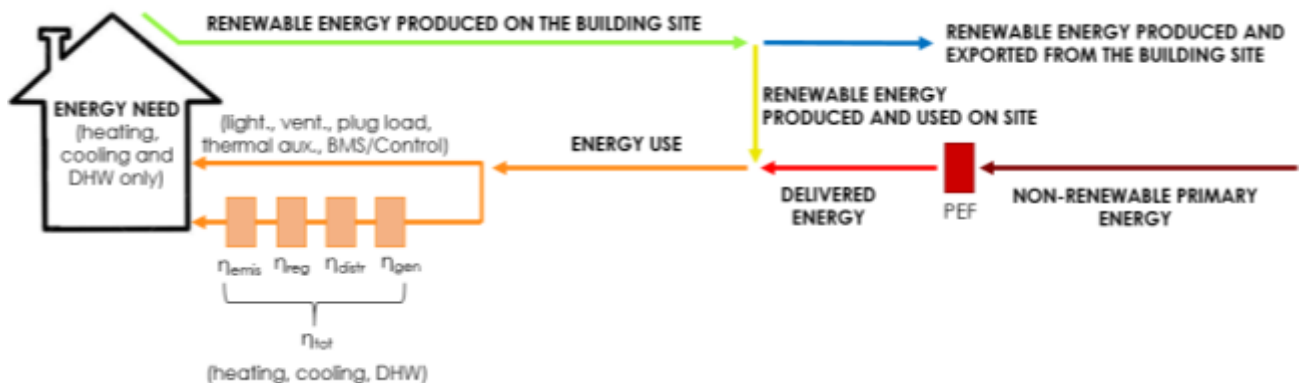 RENEWABLE ENERGY PRODUCED ON THE BUILDING SITE
RENEWABLE ENERGY PRODUCED AND
EXPORTED FROM THE BUILDING SITE
ENERGY NEED
(heating,
cooling and
DHW only)
(light., vent., plug load,
thermal aux., BMS/Control)
RENEWABLE ENERGY
PRODUCED AND USED ON SITE
ENERGY USE
DELIVERED
ENERGY
PEF
NON-RENEWABLE PRIMARY
ENERGY
ηemis ηreg ηdistr ηgen
ηtot
(heating, cooling, DHW)